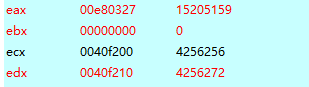 eax 00e80327 15205159
ebx 00000000 0
ecx 0040f200 4256256
edx 0040f210 4256272